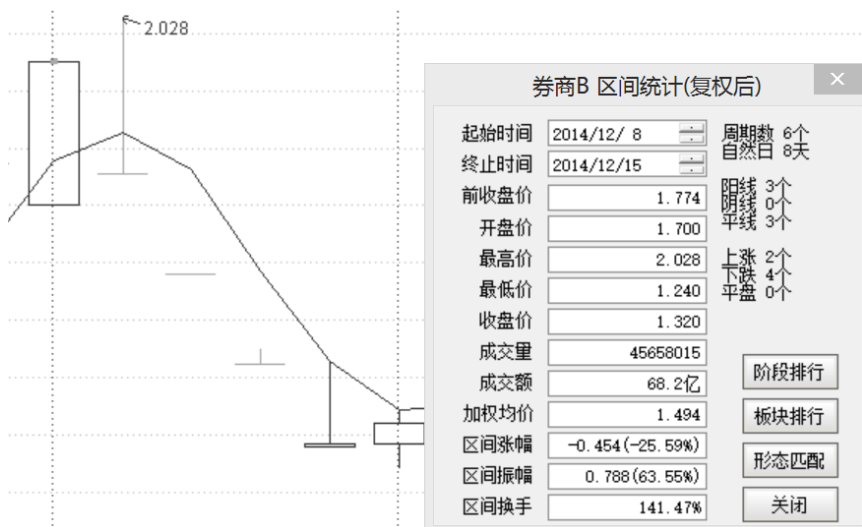 2.028
券商B 区间统计(复权后)
起始时间 2014/12/ 8
终止时间 2014/12/15
前收盘价 1.774
开盘价 1.700
最高价 2.028
最低价 1.240
收盘价 1.320
成交量 45658015
成交额 68.2亿
加权均价 1.494
区间涨幅 -0.454(-25.59%)
区间振幅 0.788(63.55%)
区间换手 141.47%
周期数 6个
自然日 8天
阳线 3个
阴线 0个
平线 3个
上涨 2个
下跌 4个
平盘 0个
阶段排行
板块排行
形态匹配
关闭